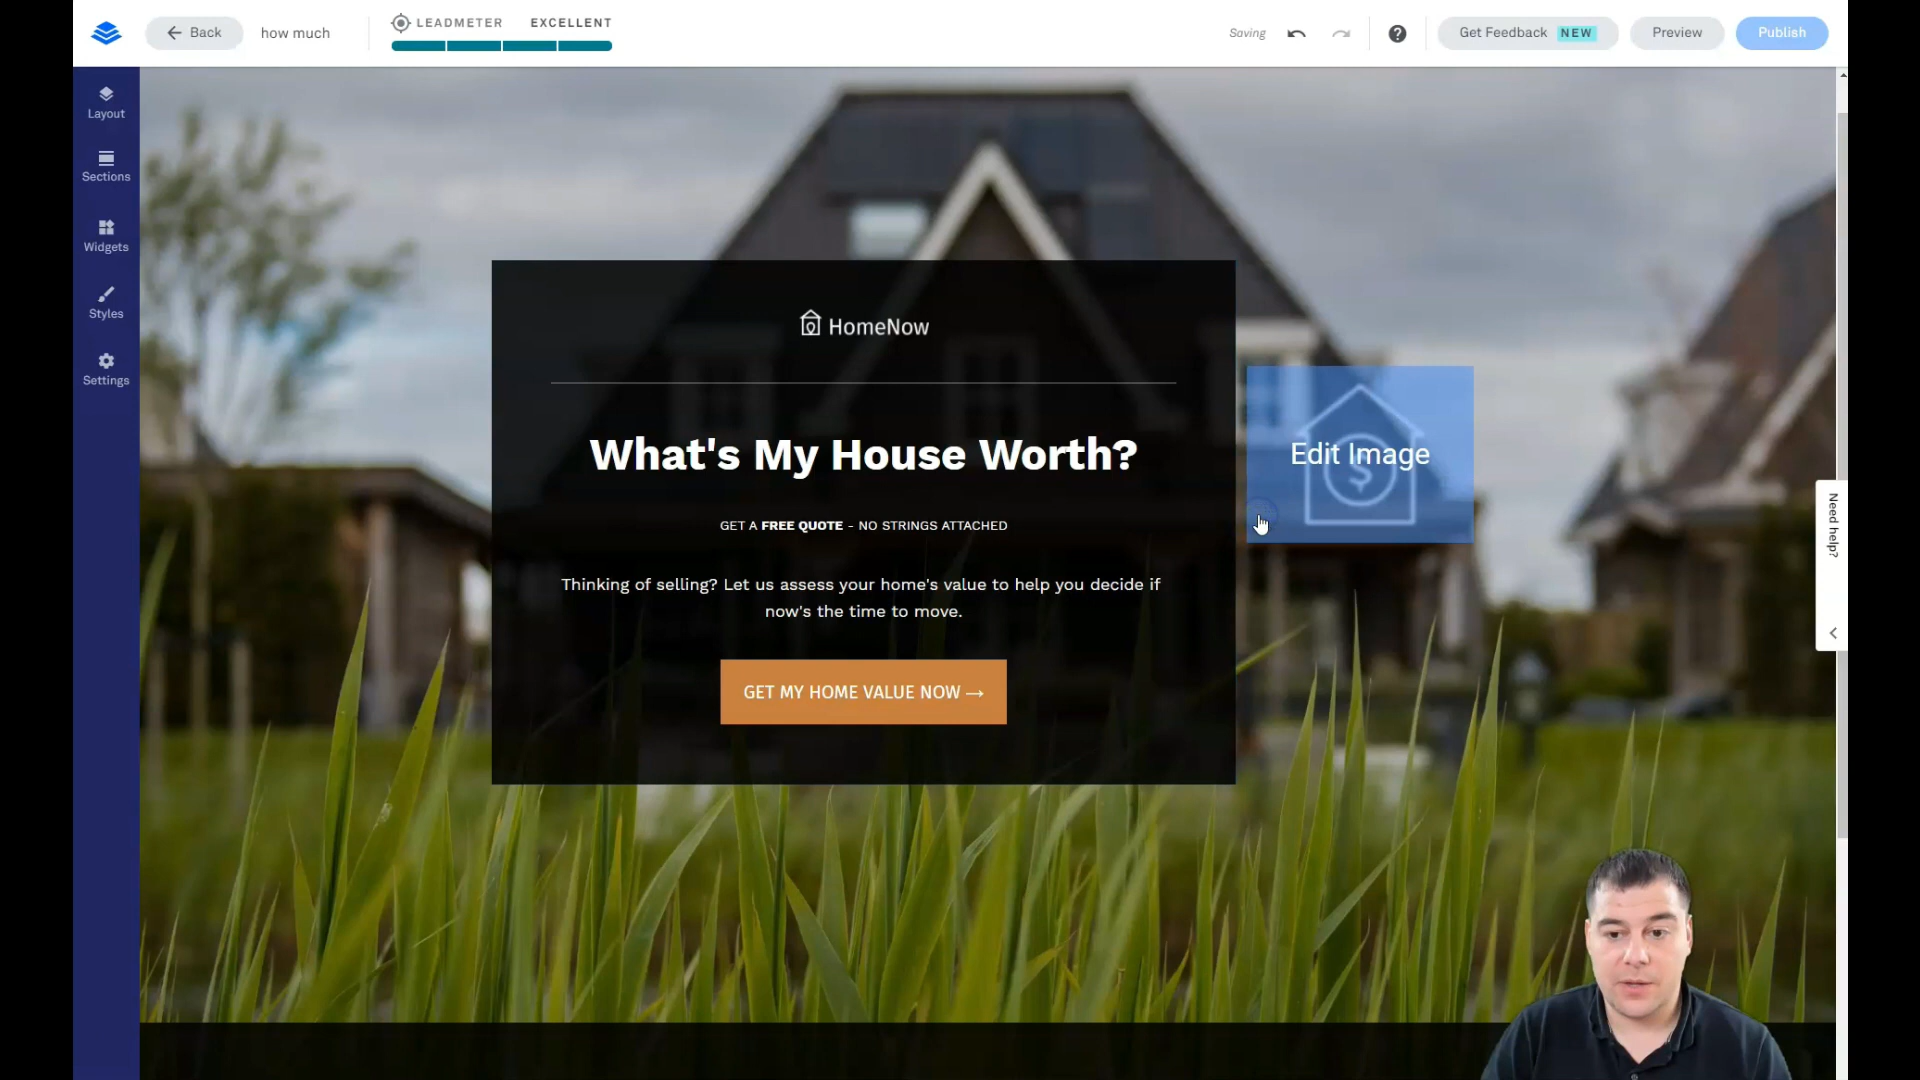 Back
how much
LEADMETER
EXCELLENT
Saving
?
Get Feedback NEW
Preview
Publish
Layout
Sections
Widgets
Styles
Settings
HomeNow
What's My House Worth?
GET A FREE QUOTE - NO STRINGS ATTACHED
Thinking of selling? Let us assess your home's value to help you decide if
now's the time to move.
GET MY HOME VALUE NOW →
Edit Image
$
Need help?